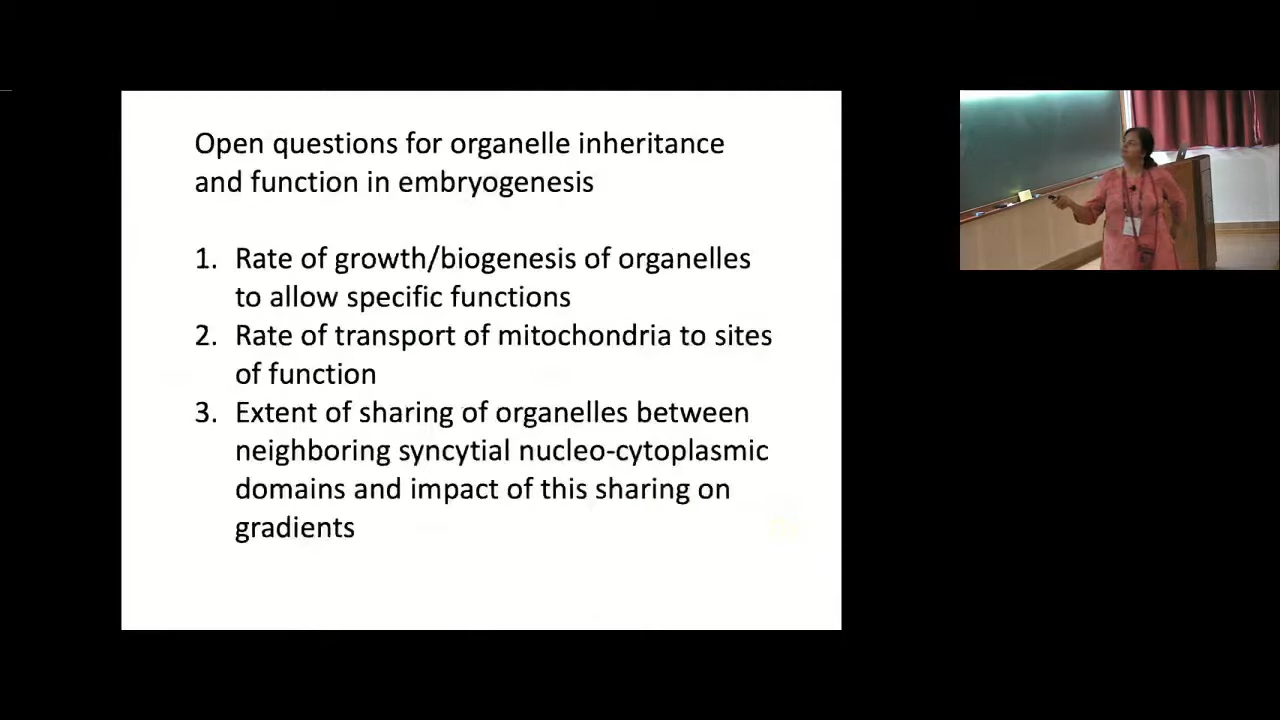 Open questions for organelle inheritance
and function in embryogenesis
1. Rate of growth/biogenesis of organelles
to allow specific functions
2. Rate of transport of mitochondria to sites
of function
3. Extent of sharing of organelles between
neighboring syncytial nucleo-cytoplasmic
domains and impact of this sharing on
gradients